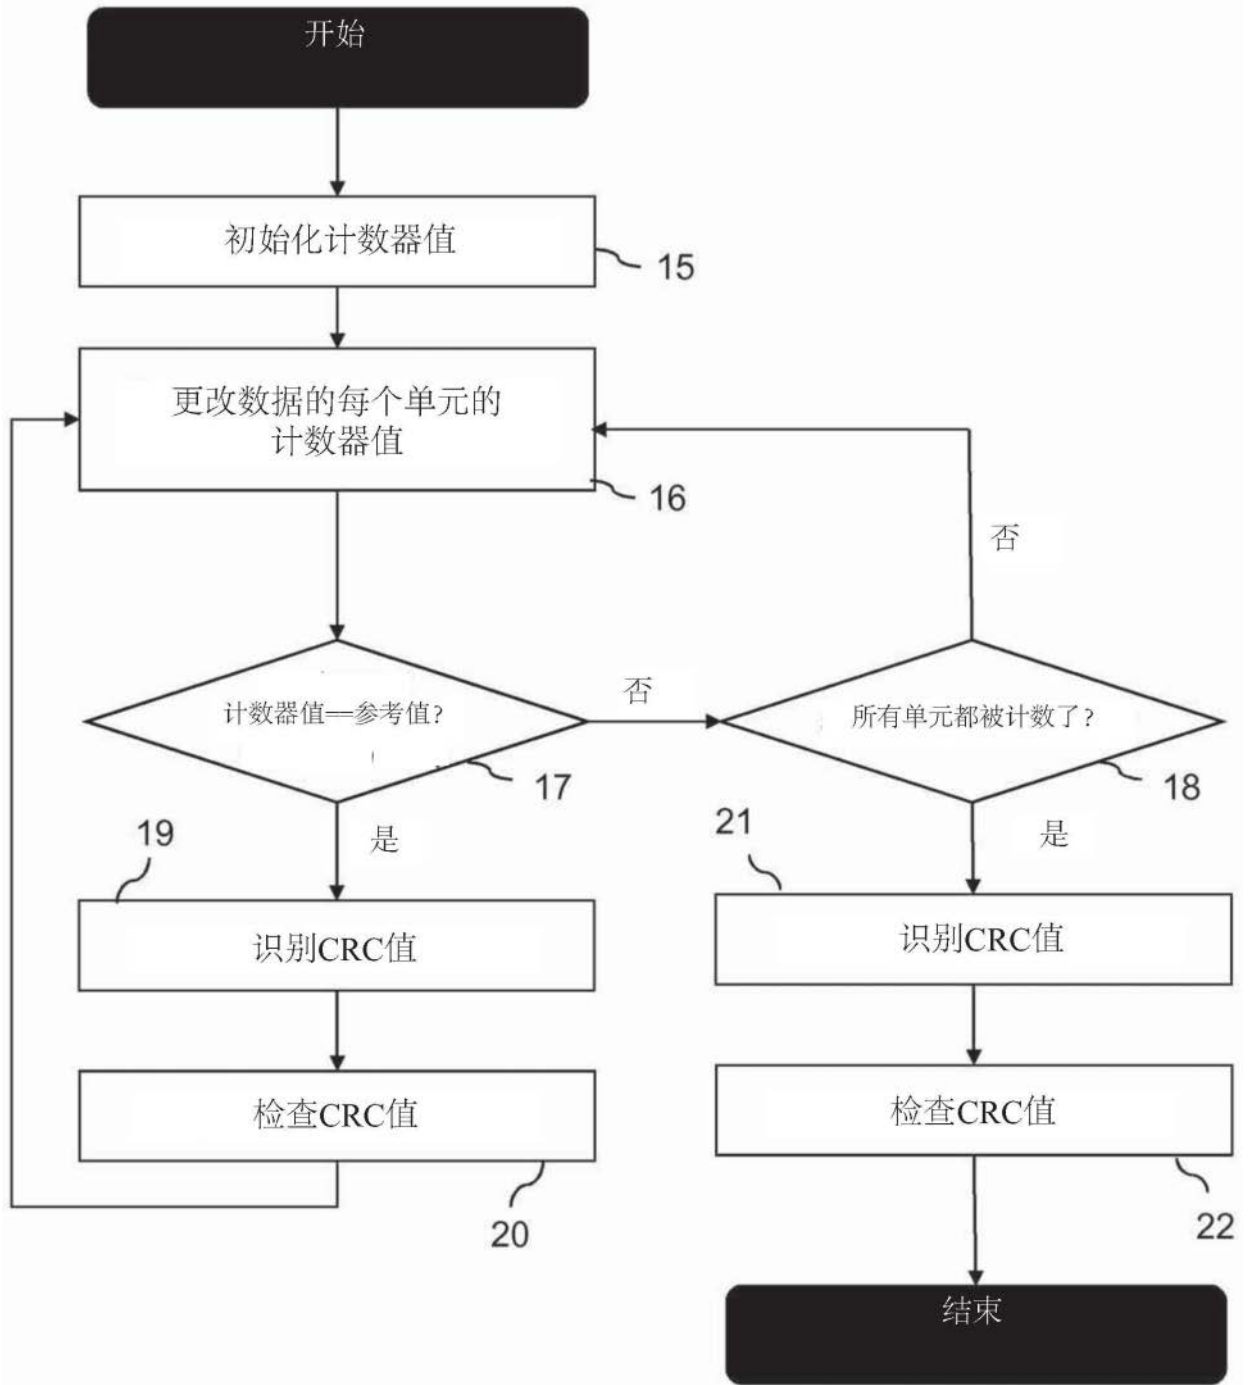 开始
初始化计数器值
15
更改数据的每个单元的
计数器值
16
否
计数器值==参考值?
否
所有单元都被计数了?
17
18
是
19
21
是
识别CRC值
识别CRC值
检查CRC值
检查CRC值
20
22
结束